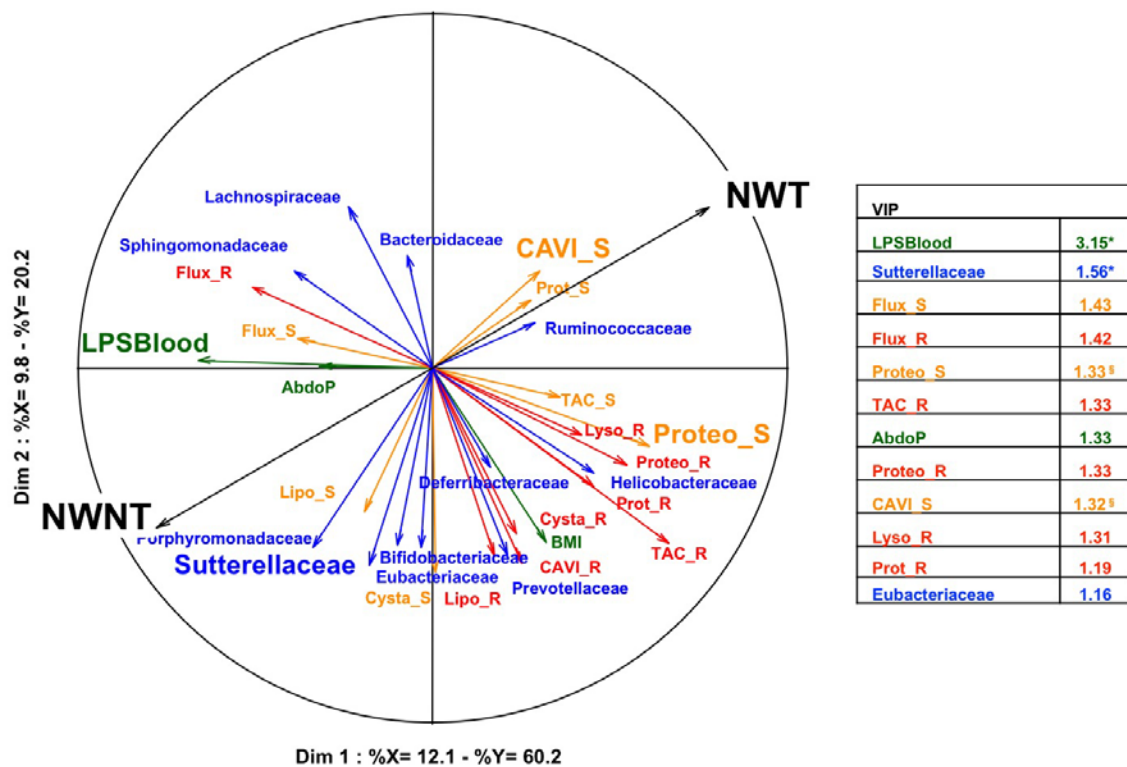 NWT
Lachnospiraceae
Bacteroidaceae
Sphingomonadaceae
CAVI_S
Flux_R
Prot_S
Flux_S
Ruminococcaceae
LPSBlood
AbdoP
TAC_S
Lyso_R
Proteo_S
Proteo_R
Deferribacteraceae
Helicobacteraceae
Lipo_S
Prot_R
NWNT
Cysta_R
Porphyromonadaceae
BMI
TAC_R
Sutterellaceae
Bifidobacteriaceae
CAVI_R
Eubacteriaceae
Prevotellaceae
Cysta_S
Lipo_R
Dim 2 : %X= 9.8 - %Y= 20.2
Dim 1 : %X= 12.1 - %Y= 60.2
VIP
LPSBlood 3.15*
Sutterellaceae 1.56*
Flux_S 1.43
Flux_R 1.42
Proteo_S 1.33§
TAC_R 1.33
AbdoP 1.33
Proteo_R 1.33
CAVI_S 1.32§
Lyso_R 1.31
Prot_R 1.19
Eubacteriaceae 1.16